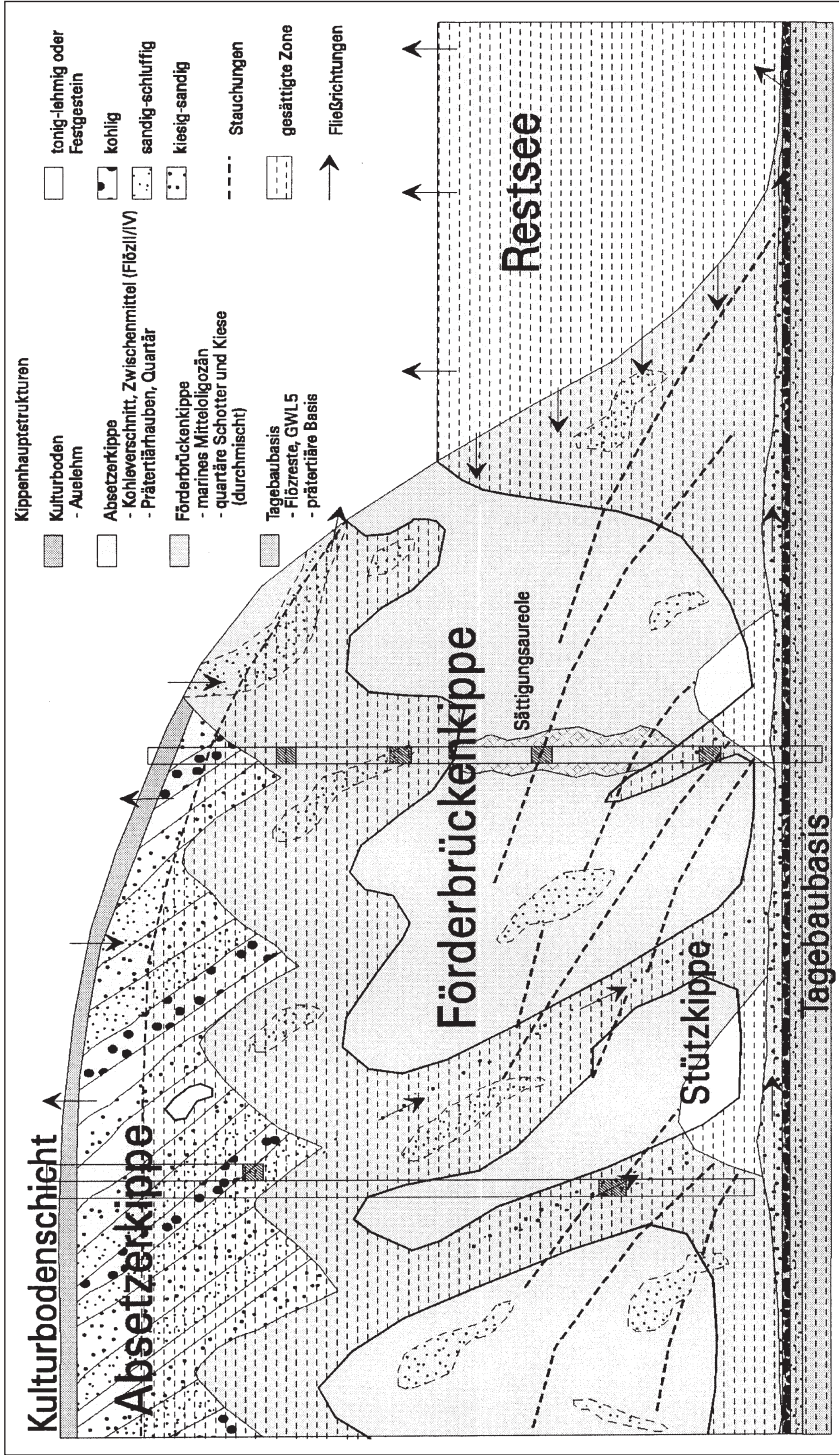 Kulturbodenschicht
Absetzerkippe
Förderbrückenkippe
Sättigungsaureole
Stützkippe
Restsee
Tagebaubasis
Kippenhauptstrukturen
Kulturboden
- Auelehm
Absetzerkippe
- Kohleverschnitt, Zwischenmittel (FlözII/IV)
- Prätertiärhauben, Quartär
Förderbrückenkippe
- marines Mitteloligozän
- quartäre Schotter und Kiese
(durchmischt)
Tagebaubasis
- Flözreste, GWL5
- prätertiäre Basis
tonig-lehmig oder
Festgestein
kohlig
sandig-schluffig
kiesig-sandig
Stauchungen
gesättigte Zone
Fließrichtungen